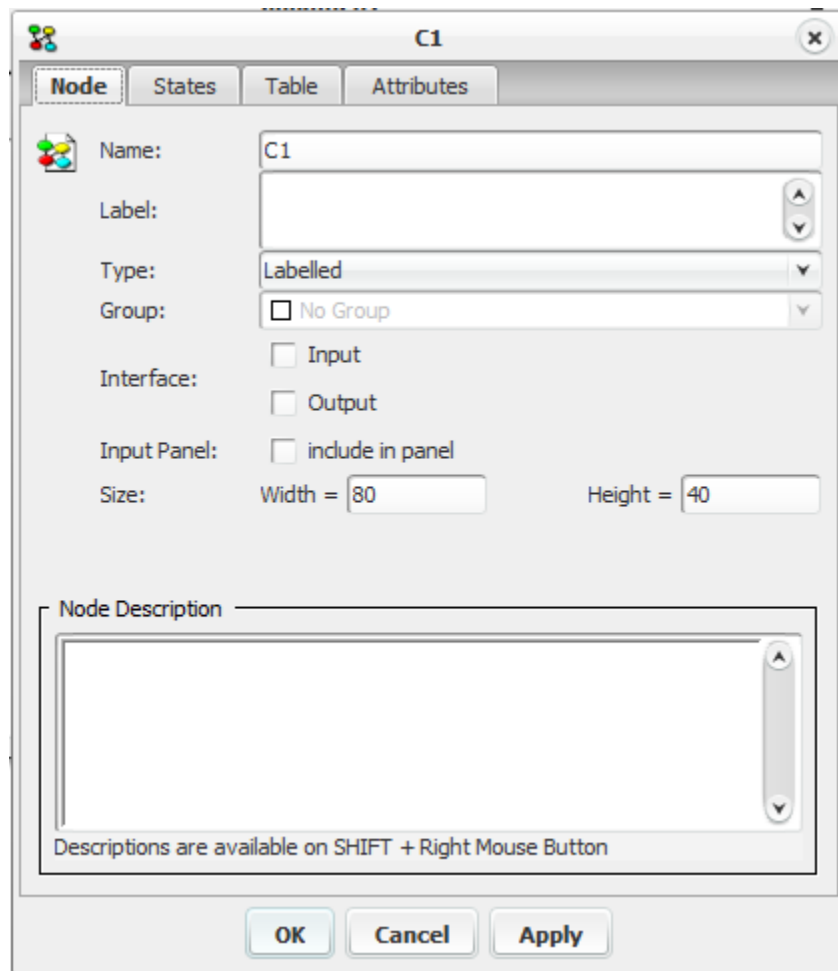 C1
Node States Table Attributes
Name: C1
Label:
Type: Labelled
Group: No Group
Interface: Input
Output
Input Panel: include in panel
Size: Width = 80 Height = 40
Node Description
Descriptions are available on SHIFT + Right Mouse Button
OK Cancel Apply